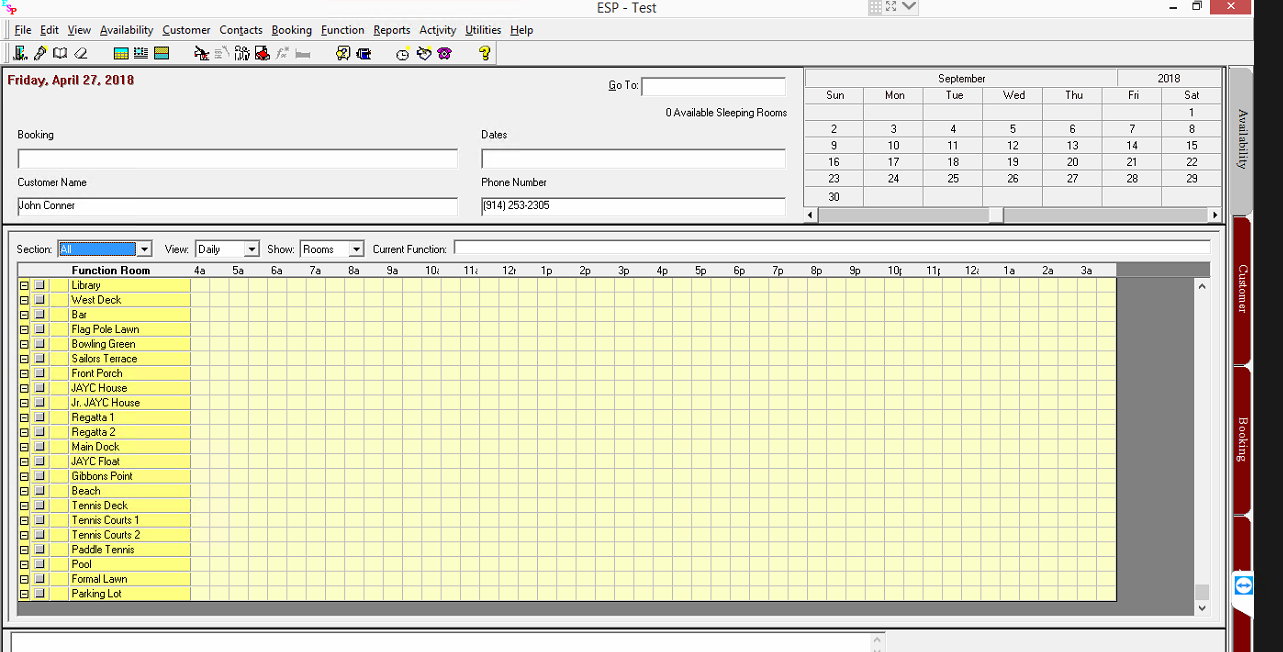 ESP - Test
File Edit View Availability Customer Contacts Booking Function Reports Activity Utilities Help
Friday, April 27, 2018
Go To:
0 Available Sleeping Rooms
Booking
Dates
Customer Name
Phone Number
John Conner
(914) 253-2305
September 2018
Sun Mon Tue Wed Thu Fri Sat
1
2 3 4 5 6 7 8
9 10 11 12 13 14 15
16 17 18 19 20 21 22
23 24 25 26 27 28 29
30
Availability
Customer
Booking
Section: All View: Daily Show: Rooms Current Function:
Function Room 4a 5a 6a 7a 8a 9a 10a 11a 12p 1p 2p 3p 4p 5p 6p 7p 8p 9p 10p 11p 12a 1a 2a 3a
Library
West Deck
Bar
Flag Pole Lawn
Bowling Green
Sailors Terrace
Front Porch
JAYC House
Jr. JAYC House
Regatta 1
Regatta 2
Main Dock
JAYC Float
Gibbons Point
Beach
Tennis Deck
Tennis Courts 1
Tennis Courts 2
Paddle Tennis
Pool
Formal Lawn
Parking Lot